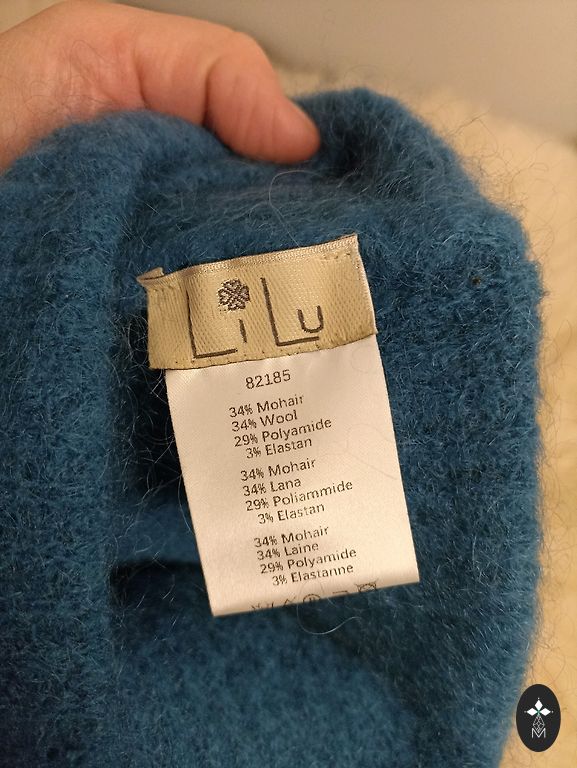 LiLu
82185
34% Mohair
34% Wool
29% Polyamide
3% Elastan
34% Mohair
34% Lana
29% Poliammide
3% Elastan
34% Mohair
34% Laine
29% Polyamide
3% Elastanne